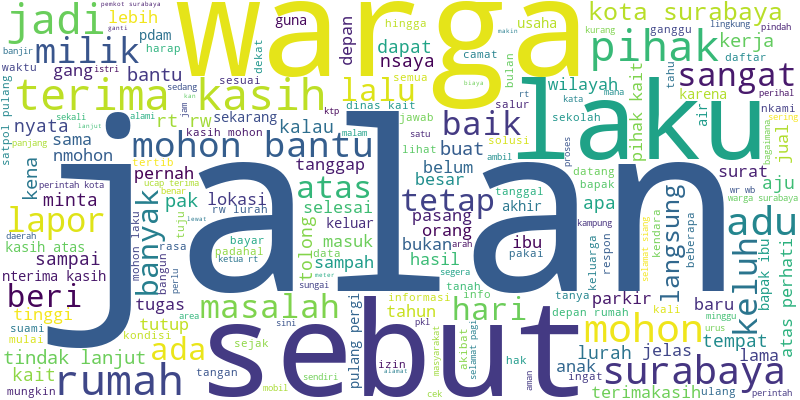 pemkot surabaya
jadi
lebih
guna
hingga
usaha
makin
lingkung
pindah
warga
kota surabaya
banjir
ganti
pdam
harap
depan
dapat
camat
kurang
ganggu
kerja
milik
pihak
waktu
gang
istri
bantu
dekat
nsaya
semua
bulan
tahu
daftar
sangat
satpol pulang
sedang
sesuai
terima kasih
lalu
biaya
wilayah
karena
perihal
kan
jam
ktp
dinas kait
rt
salur
kata
maha
nkami
sering
sekali
alami
rt rw
sekarang
jawab
solusi
sekolah
pihak kait
air
jual
nyata
lanjut
kasih mohon
kalau
malam
satu
baik
laku
bagaimana
panjang
sama
nmohon
tertib
mohon bantu
lihat
ambil
proses
jalan
tanggap
belum
buat
datang
surat
wr wb
kena
pernah
besar
bapak
aju
perintah kota
ucap terima
benar
atas
tetap
tanggal
warga surabaya
minta
banyak
pak
lokasi
selesai
pasang
akhir
apa
langsung
selamat siang
lapor
tuju
lewat
rw lurah
keluar
orang
kampung
kendara
beberapa
adu
daerah
mohon laku
rasa
bayar
masuk
bukan
arah
ibu
keluarga
respon
kasih atas
padahal
tolong
data
pakai
sampai
bangun
ketua rt
sampah
hasil
segera
keluh
bapak ibu
atas perhati
nterima kasih
perlu
meter
tanah
beri
sungai
informasi
info
tanya
parkir
baru
minggu
tinggi
tugas
masalah
hari
depan rumah
kali
urus
area
tahun
suami
kondisi
tutup
sini
pkl
sebut
mohon
tempat
mulai
sejak
pulang pergi
masyarakat
akibat
selamat pagi
tindak lanjut
ada
izin
hak
lurah
jelas
lama
kait
tangan
anak
surabaya
rumah
aman
ingat
mungkin
mobil
sendiri
alamat
cek
terimakasih
ulang
perintah